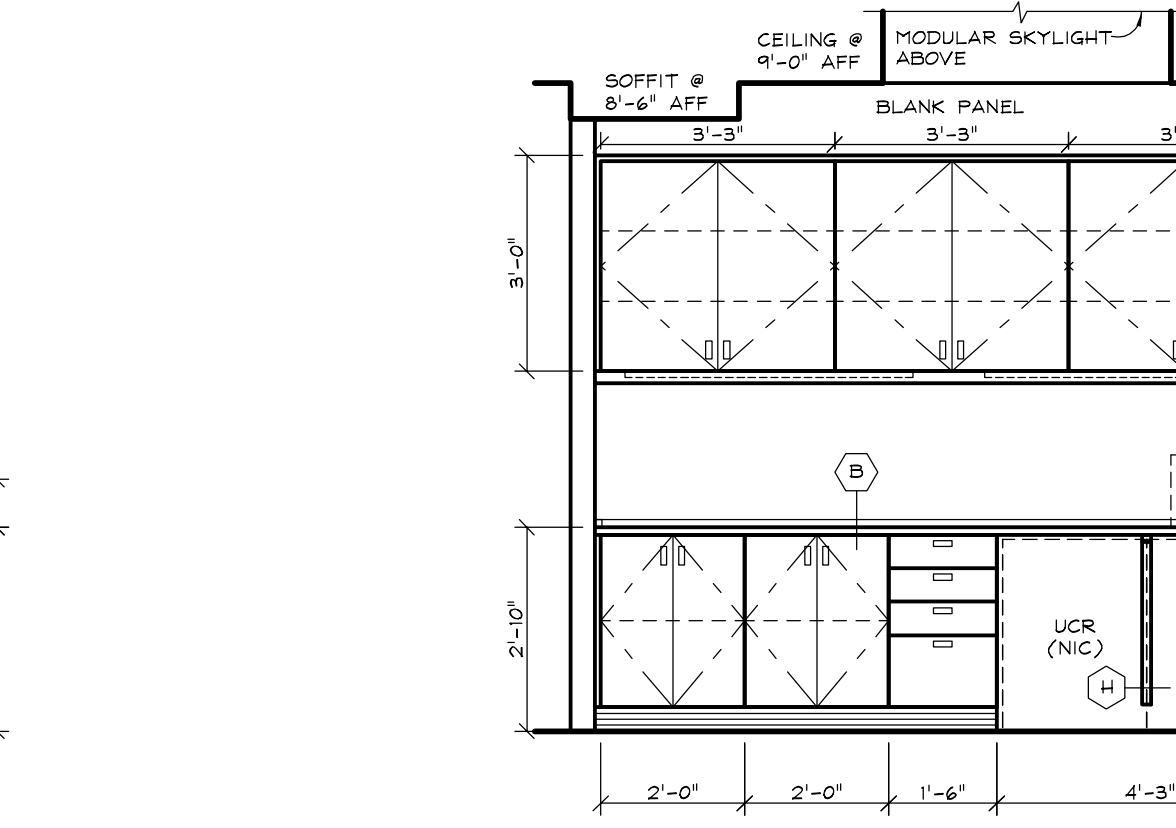 CEILING @
9'-0" AFF
MODULAR SKYLIGHT
ABOVE
SOFFIT @
8'-6" AFF
BLANK PANEL
3'-3"
3'-3"
3'
3'-0"
B
2'-10"
UCR
(NIC)
H
2'-0"
2'-0"
1'-6"
4'-3"